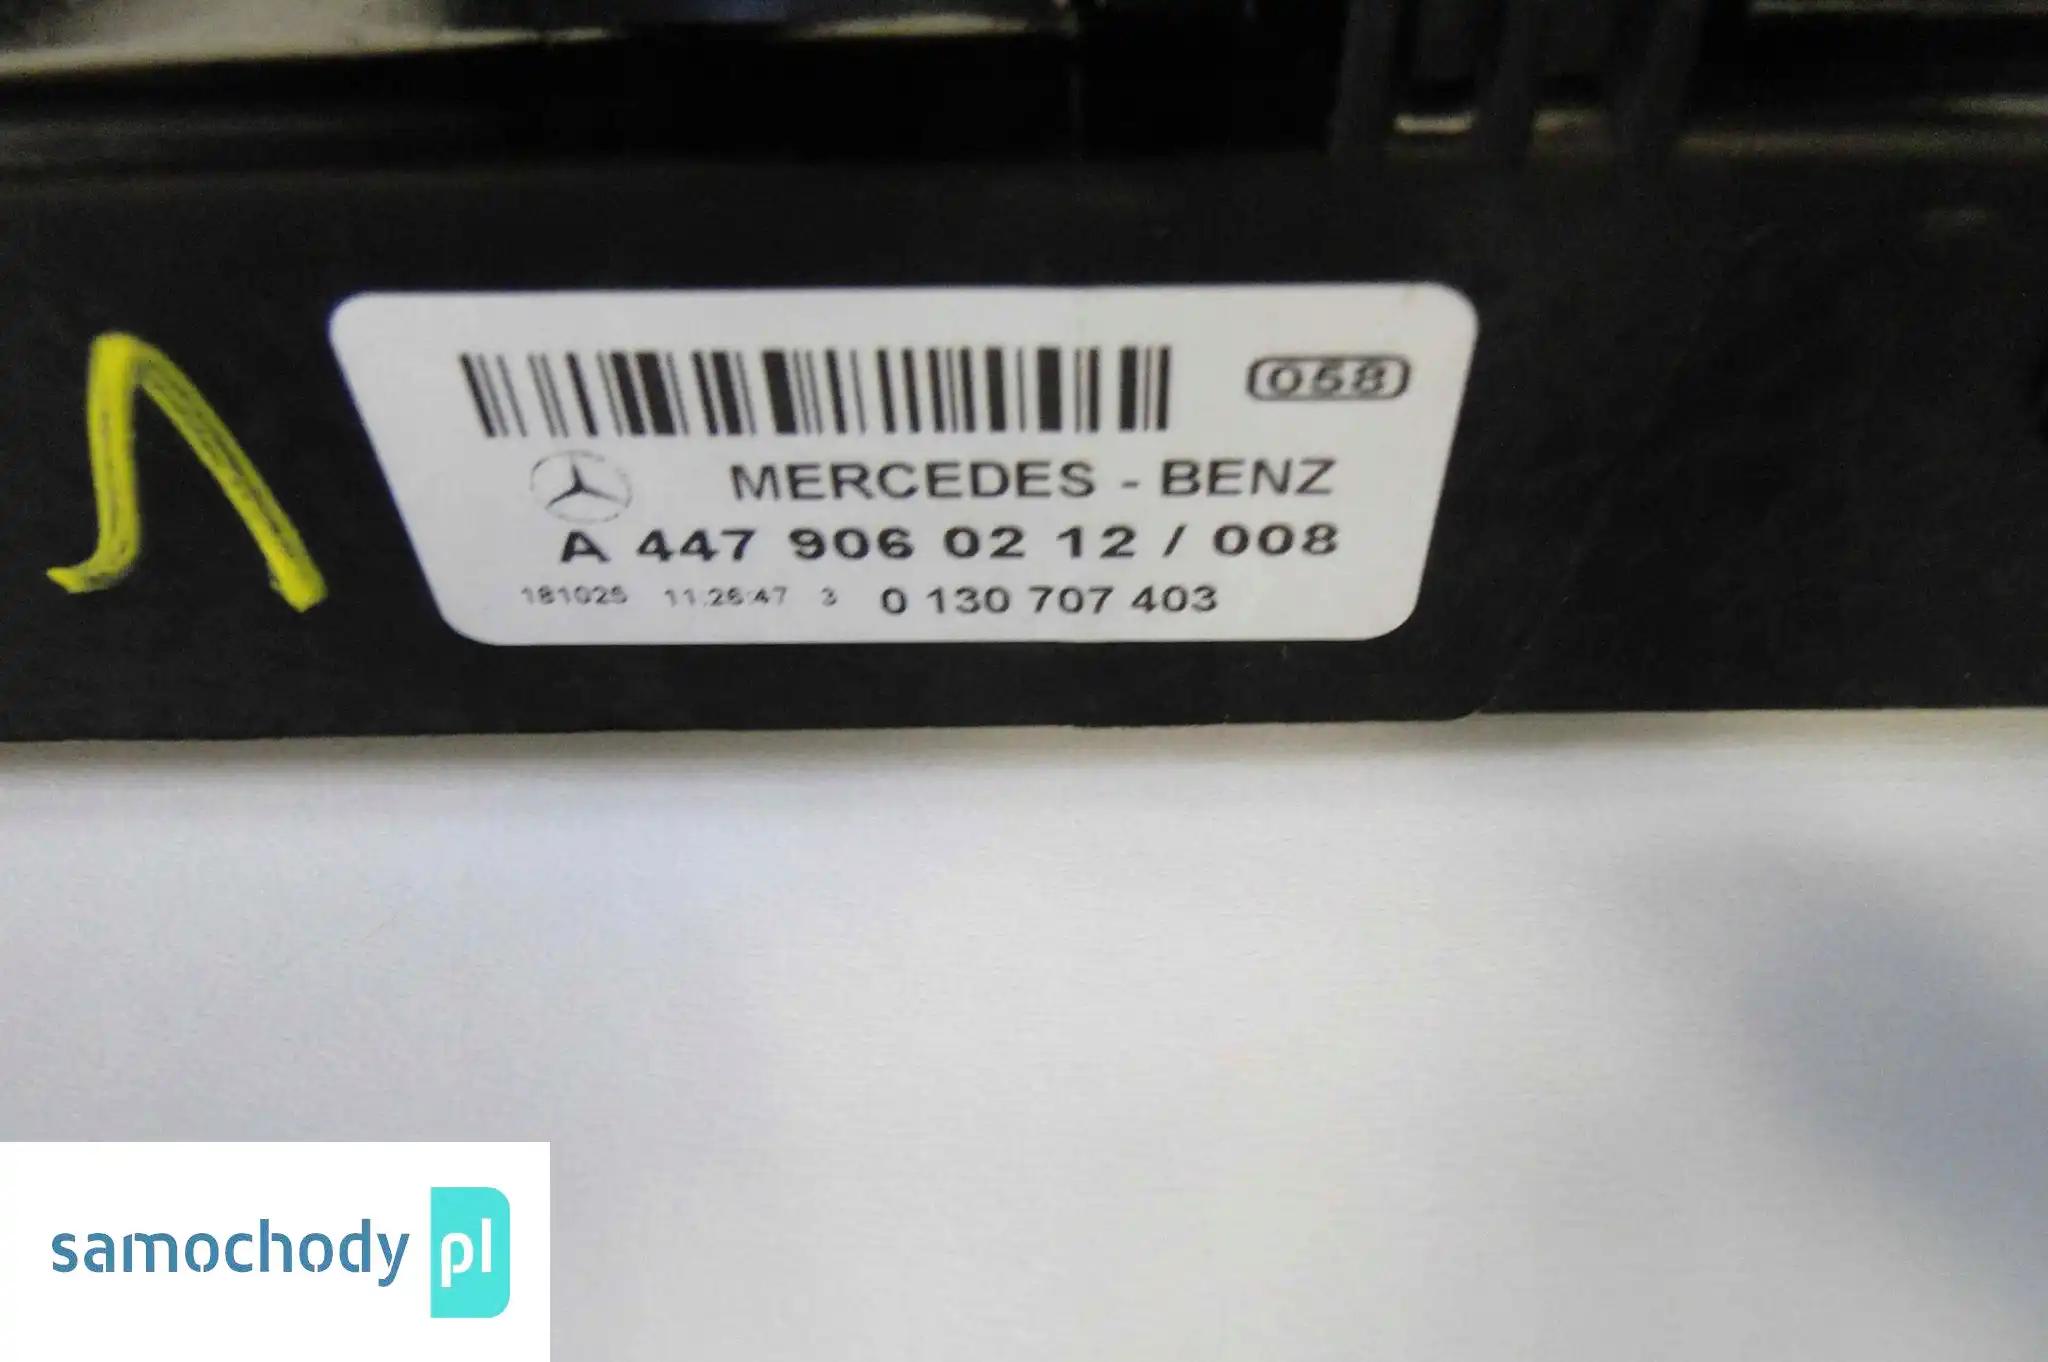 058
MERCEDES - BENZ
A 447 906 02 12 / 008
181025 11:26:47 3 0 130 707 403
samochody pl